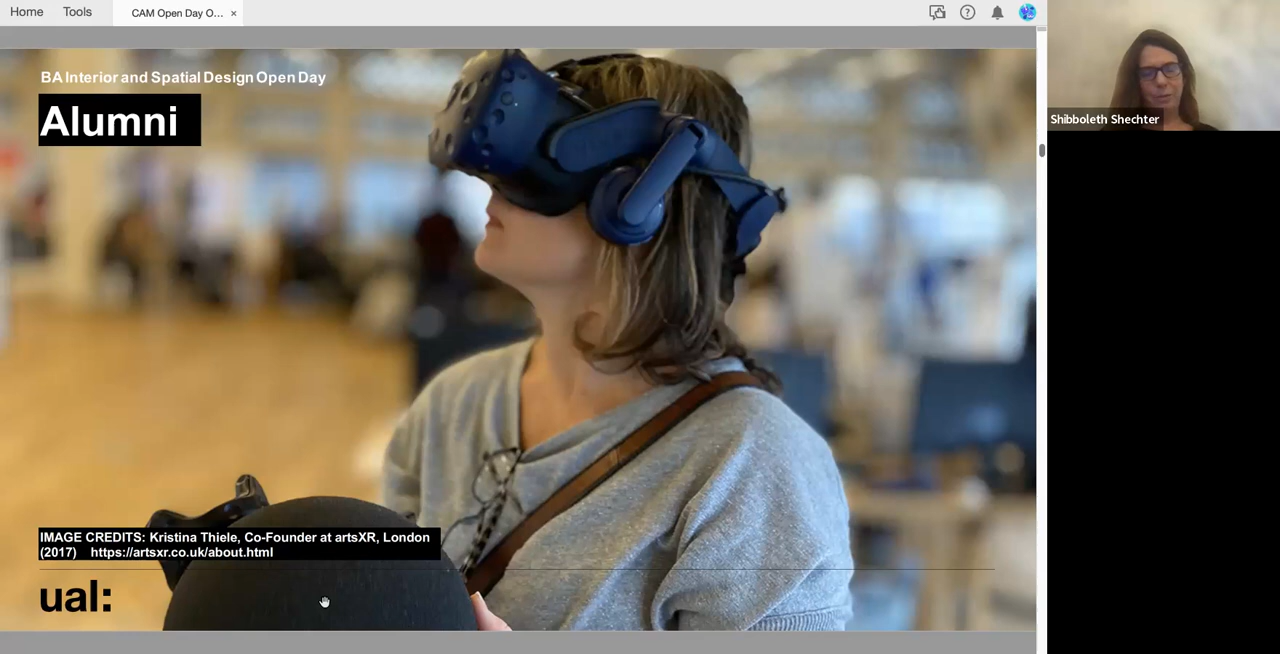 Home Tools CAM Open Day O... ×
BA Interior and Spatial Design Open Day
Alumni
Shibboleth Shechter
IMAGE CREDITS: Kristina Thiele, Co-Founder at artsXR, London
(2017) https://artsxr.co.uk/about.html
ual: